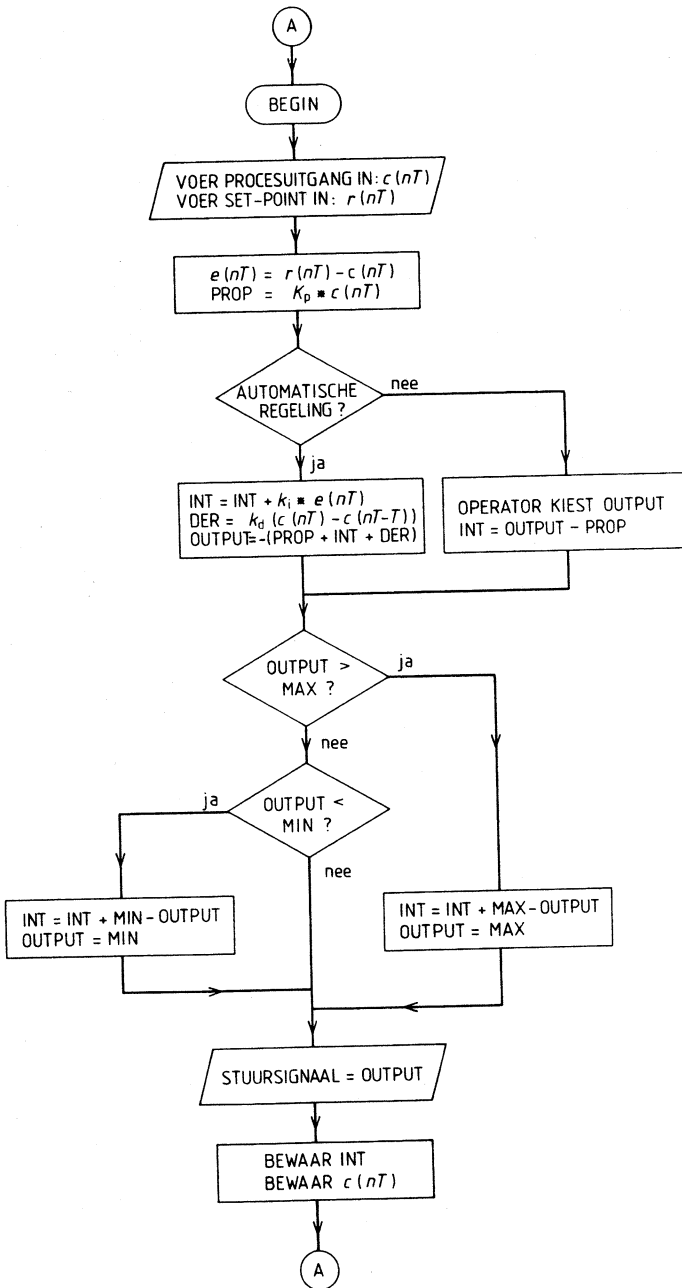 A
BEGIN
VOER PROCESUITGANG IN: c(nT)
VOER SET-POINT IN: r(nT)
e(nT) = r(nT) - c(nT)
PROP = Kp * c(nT)
AUTOMATISCHE
REGELING ?
nee
ja
INT = INT + ki * e(nT)
DER = kd (c(nT) - c(nT-T))
OUTPUT=-(PROP + INT + DER)
OPERATOR KIEST OUTPUT
INT = OUTPUT - PROP
OUTPUT >
MAX ?
ja
nee
OUTPUT <
MIN ?
ja
nee
INT = INT + MIN - OUTPUT
OUTPUT = MIN
INT = INT + MAX - OUTPUT
OUTPUT = MAX
STUURSIGNAAL = OUTPUT
BEWAAR INT
BEWAAR c(nT)
A